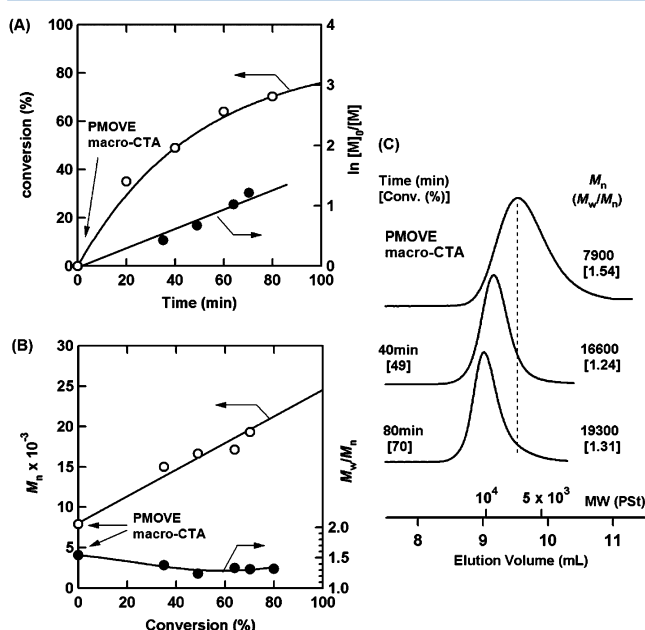 (A)
100
80
60
40
20
0
conversion (%)
PMOVE
macro-CTA
4
3
2
1
0
ln [M]₀/[M]
0 20 40 60 80 100
Time (min)
(B)
30
25
20
15
10
5
0
Mn x 10⁻³
PMOVE
macro-CTA
2.0
1.5
1.0
Mw/Mn
0 20 40 60 80 100
Conversion (%)
(C)
Time (min)
[Conv. (%)]
Mn
(Mw/Mn)
PMOVE
macro-CTA
7900
[1.54]
40min
[49]
16600
[1.24]
80min
[70]
19300
[1.31]
10⁴ 5 x 10³ MW (PSt)
8 9 10 11
Elution Volume (mL)